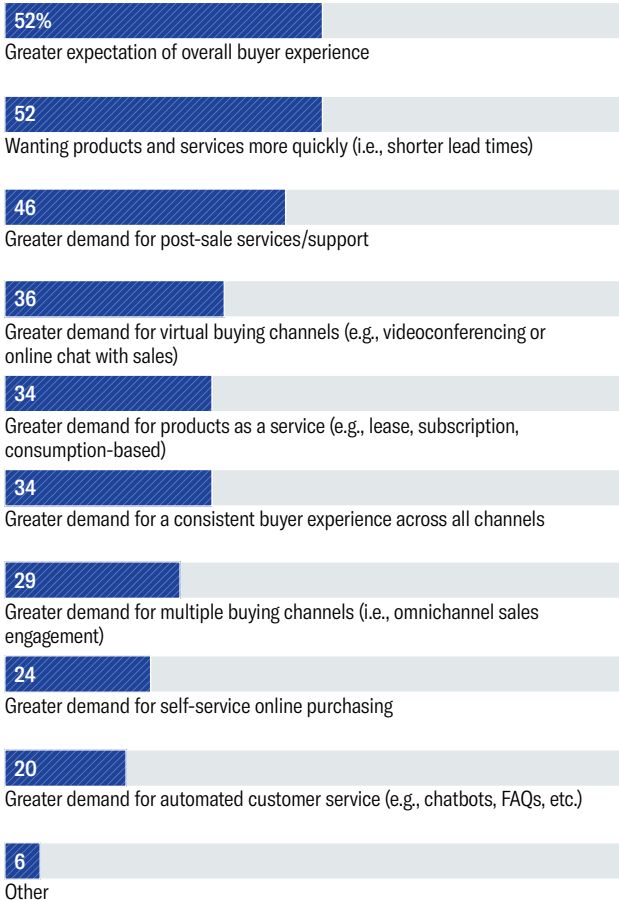 52%
Greater expectation of overall buyer experience
52
Wanting products and services more quickly (i.e., shorter lead times)
46
Greater demand for post-sale services/support
36
Greater demand for virtual buying channels (e.g., videoconferencing or
online chat with sales)
34
Greater demand for products as a service (e.g., lease, subscription,
consumption-based)
34
Greater demand for a consistent buyer experience across all channels
29
Greater demand for multiple buying channels (i.e., omnichannel sales
engagement)
24
Greater demand for self-service online purchasing
20
Greater demand for automated customer service (e.g., chatbots, FAQs, etc.)
6
Other